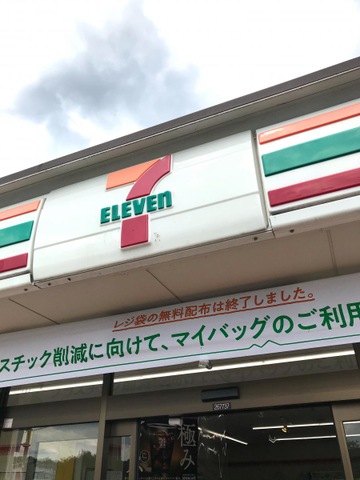 7
ELEVEn
レジ袋の無料配布は終了しました。
スチック削減に向けて、マイバッグのご利用
極み